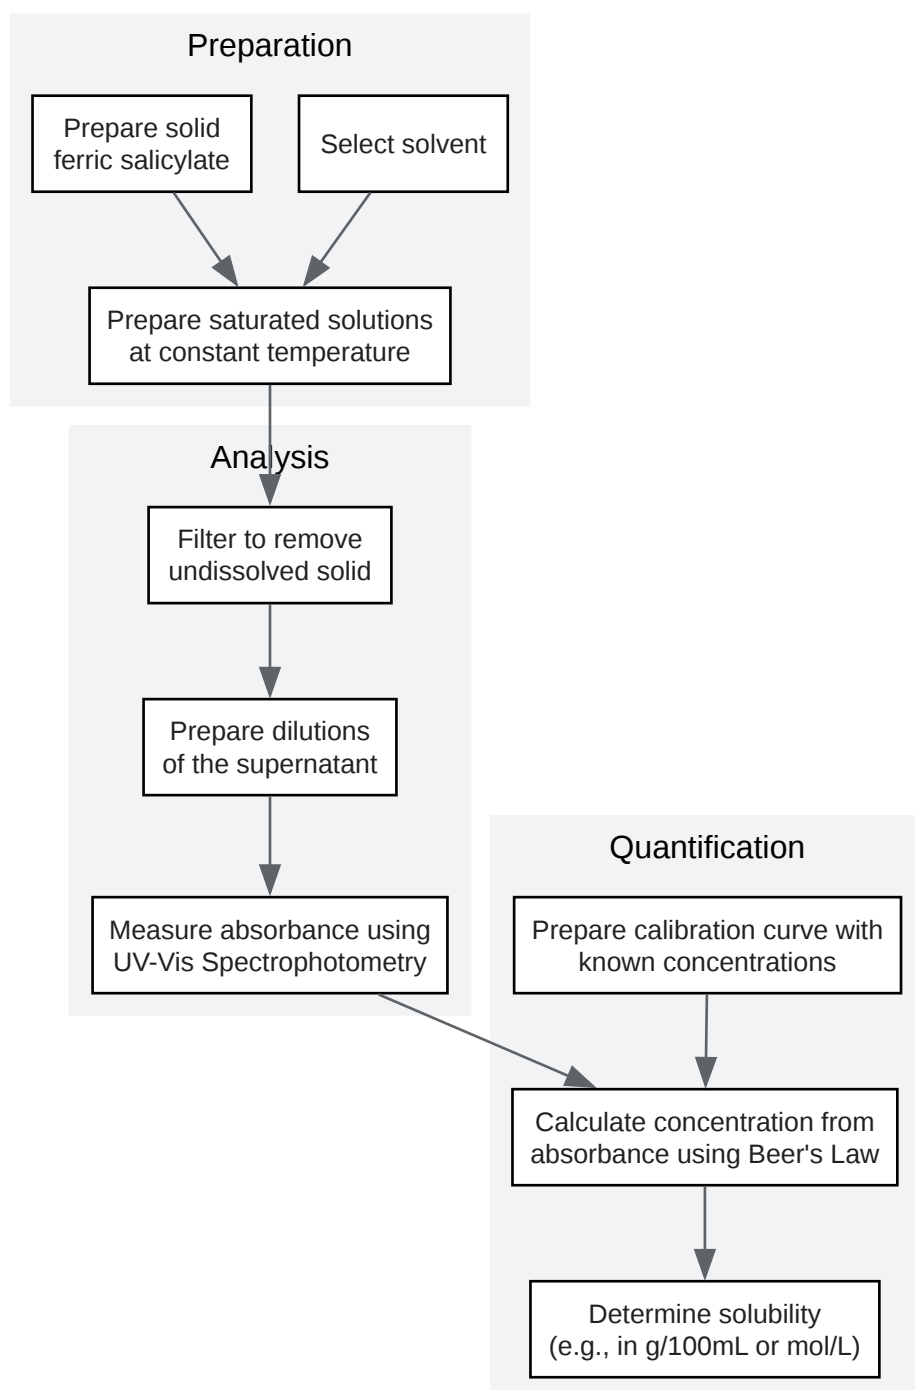 Preparation
Prepare solid
ferric salicylate
Select solvent
Prepare saturated solutions
at constant temperature
Analysis
Filter to remove
undissolved solid
Prepare dilutions
of the supernatant
Measure absorbance using
UV-Vis Spectrophotometry
Quantification
Prepare calibration curve with
known concentrations
Calculate concentration from
absorbance using Beer's Law
Determine solubility
(e.g., in g/100mL or mol/L)